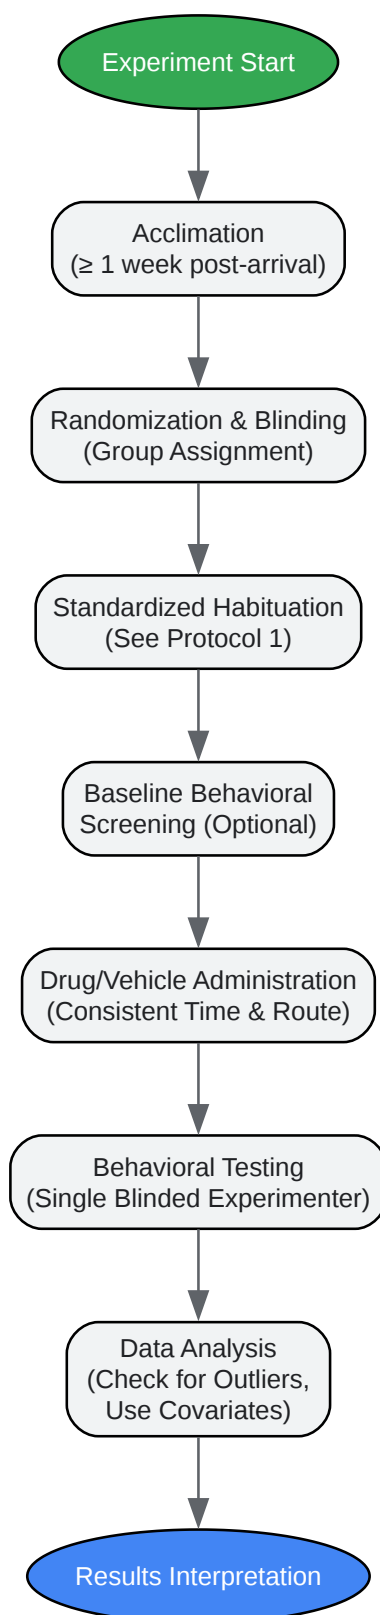 Experiment Start
Acclimation
(≥ 1 week post-arrival)
Randomization & Blinding
(Group Assignment)
Standardized Habituation
(See Protocol 1)
Baseline Behavioral
Screening (Optional)
Drug/Vehicle Administration
(Consistent Time & Route)
Behavioral Testing
(Single Blinded Experimenter)
Data Analysis
(Check for Outliers,
Use Covariates)
Results Interpretation